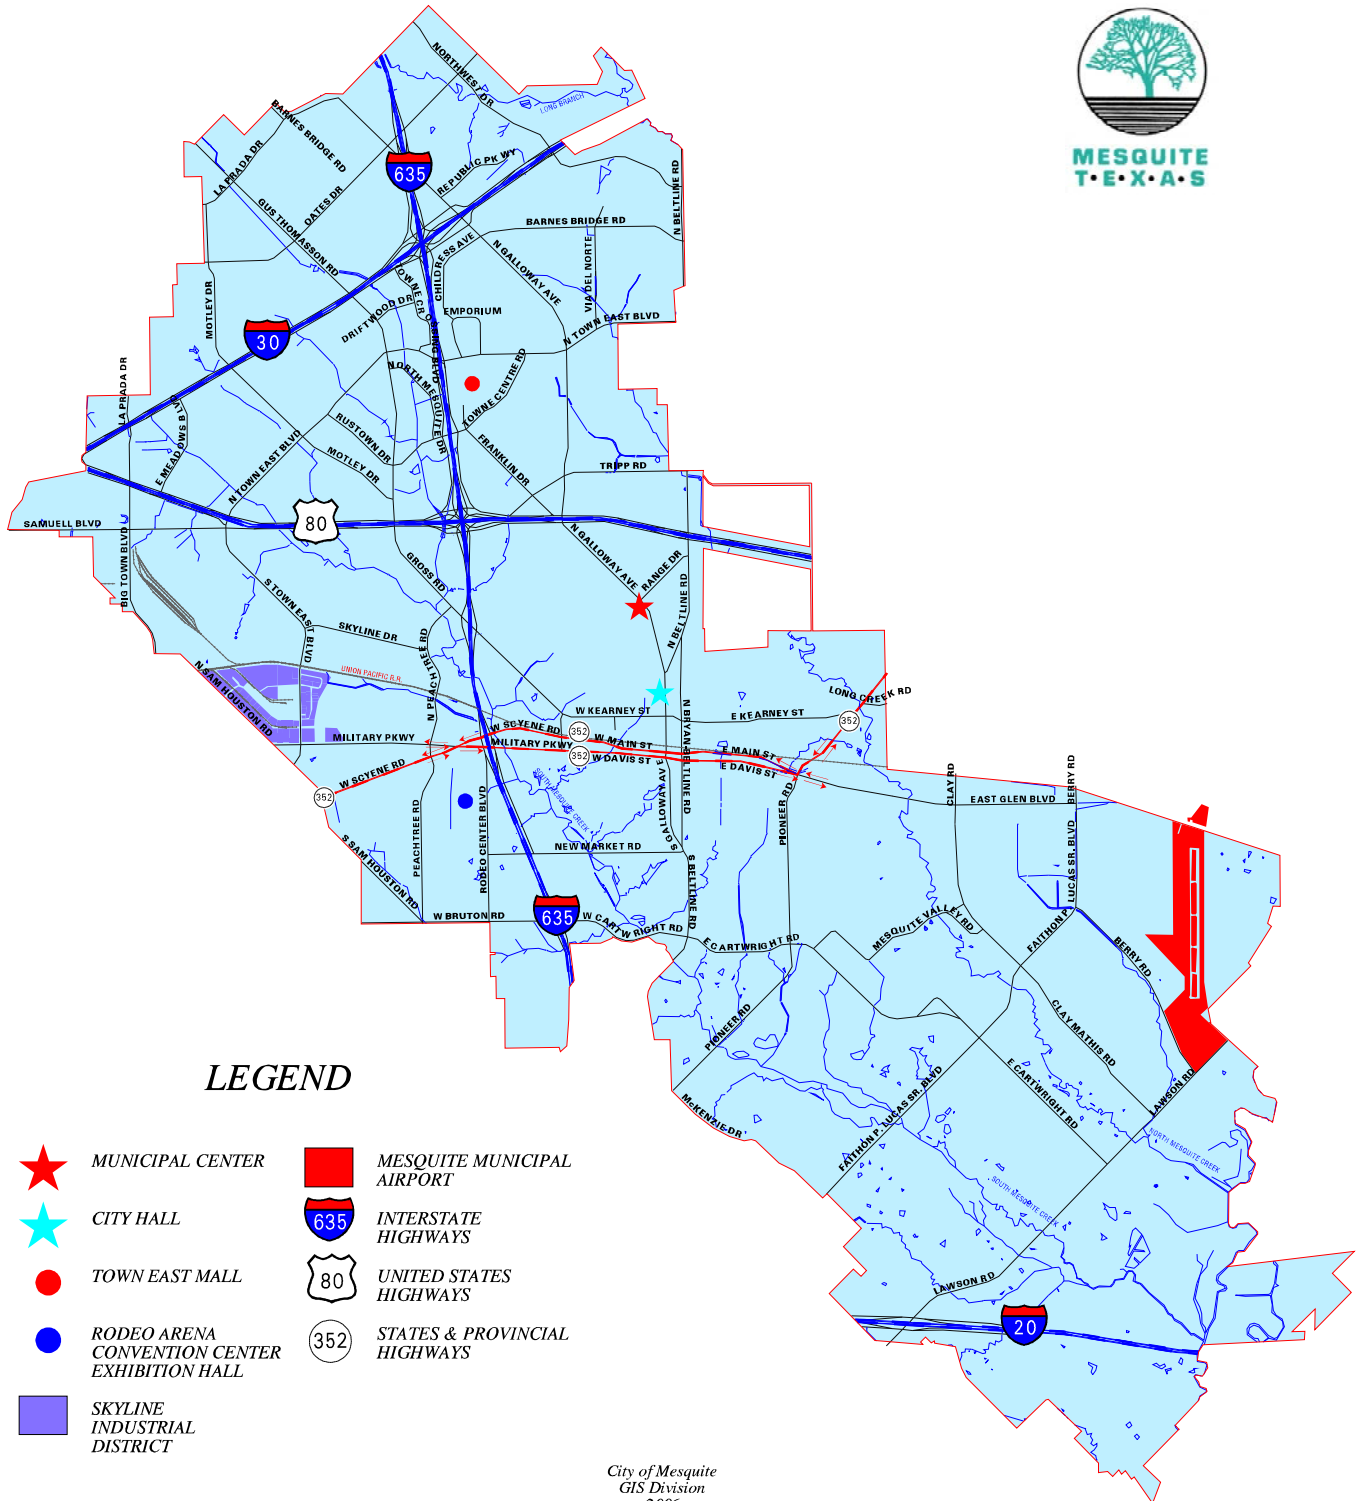 MESQUITE
T•E•X•A•S
NORTHWEST DR
LONG BRANCH
BARNES BRIDGE RD
LA PRADA DR
635
REPUBLIC PKWY
OATES DR
GUS THOMASSON RD
N BELTLINE RD
BARNES BRIDGE RD
CHILDRESS AVE
N GALLOWAY AVE
VIA DEL NORTE
MOTLEY DR
DRIFTWOOD DR
EMPORIUM
N TOWN EAST BLVD
30
LA PRADA DR
NORTH MESQUITE DR
TOWNE CENTRE RD
TOWNE CROSSING BLVD
E MEADOWS BLVD
RUSTOWN DR
N TOWN EAST BLVD
MOTLEY DR
FRANKLIN DR
TRIPP RD
SAMUELL BLVD
80
BIG TOWN BLVD
GROSS RD
N GALLOWAY AVE
RANGE DR
S TOWN EAST BLVD
SKYLINE DR
N PEACHTREE RD
N BELTLINE RD
UNION PACIFIC R.R.
N SAM HOUSTON RD
LONG CREEK RD
W KEARNEY ST
E KEARNEY ST
352
N BRYAN-BELTLINE RD
MILITARY PKWY
W SCYENE RD
352
W MAIN ST
E MAIN ST
MILITARY PKWY
352
W DAVIS ST
E DAVIS ST
W SCYENE RD
352
SOUTH MESQUITE CREEK
S GALLOWAY AVE
PIONEER RD
CLAY RD
BERRY RD
EAST GLEN BLVD
PEACHTREE RD
RODEO CENTER BLVD
S SAM HOUSTON RD
NEW MARKET RD
S BELTLINE RD
FAITHON P. LUCAS SR. BLVD
W BRUTON RD
635
W CARTWRIGHT RD
E CARTWRIGHT RD
MESQUITE VALLEY RD
BERRY RD
PIONEER RD
CLAY MATHIS RD
E CARTWRIGHT RD
LAWSON RD
McKENZIE DR
FAITHON P. LUCAS SR. BLVD
NORTH MESQUITE CREEK
SOUTH MESQUITE CREEK
LAWSON RD
20
LEGEND
MUNICIPAL CENTER
CITY HALL
TOWN EAST MALL
RODEO ARENA
CONVENTION CENTER
EXHIBITION HALL
SKYLINE
INDUSTRIAL
DISTRICT
MESQUITE MUNICIPAL
AIRPORT
635
INTERSTATE
HIGHWAYS
80
UNITED STATES
HIGHWAYS
352
STATES & PROVINCIAL
HIGHWAYS
City of Mesquite
GIS Division